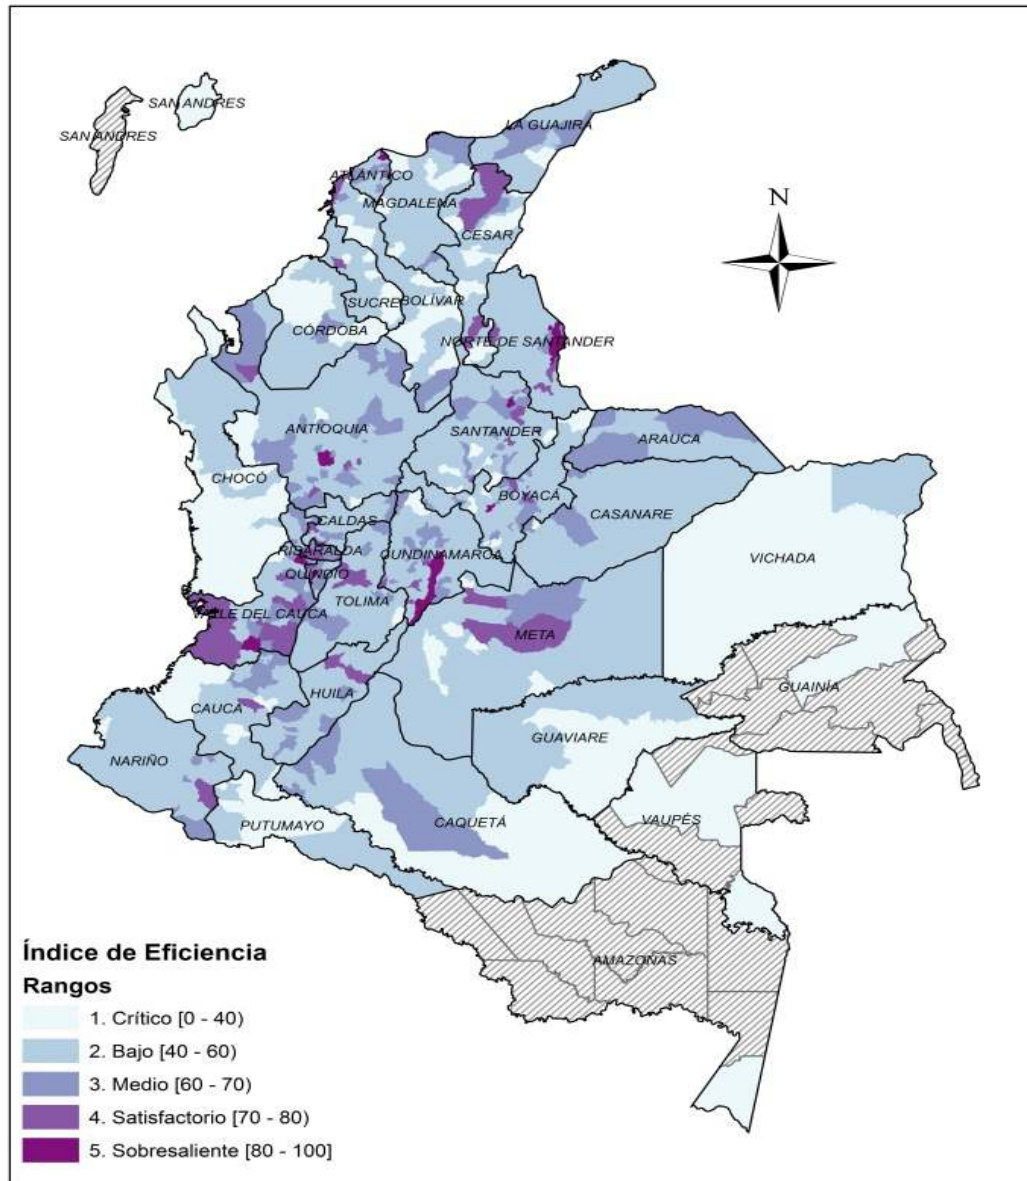 SAN ANDRES
SAN ANDRES
LA GUAJIRA
ATLÁNTICO
MAGDALENA
N
CESAR
SUCRE
BOLÍVAR
CÓRDOBA
NORTE DE SANTANDER
ANTIOQUIA
SANTANDER
ARAUCA
CHOCÓ
BOYACÁ
CASANARE
CALDAS
RISARALDA
CUNDINAMARCA
VICHADA
QUINDIO
TOLIMA
VALLE DEL CAUCA
META
GUAINÍA
HUILA
CAUCA
GUAVIARE
NARIÑO
PUTUMAYO
CAQUETÁ
VAUPÉS
AMAZONAS
Índice de Eficiencia
Rangos
1. Crítico [0 - 40)
2. Bajo [40 - 60)
3. Medio [60 - 70)
4. Satisfactorio [70 - 80)
5. Sobresaliente [80 - 100]